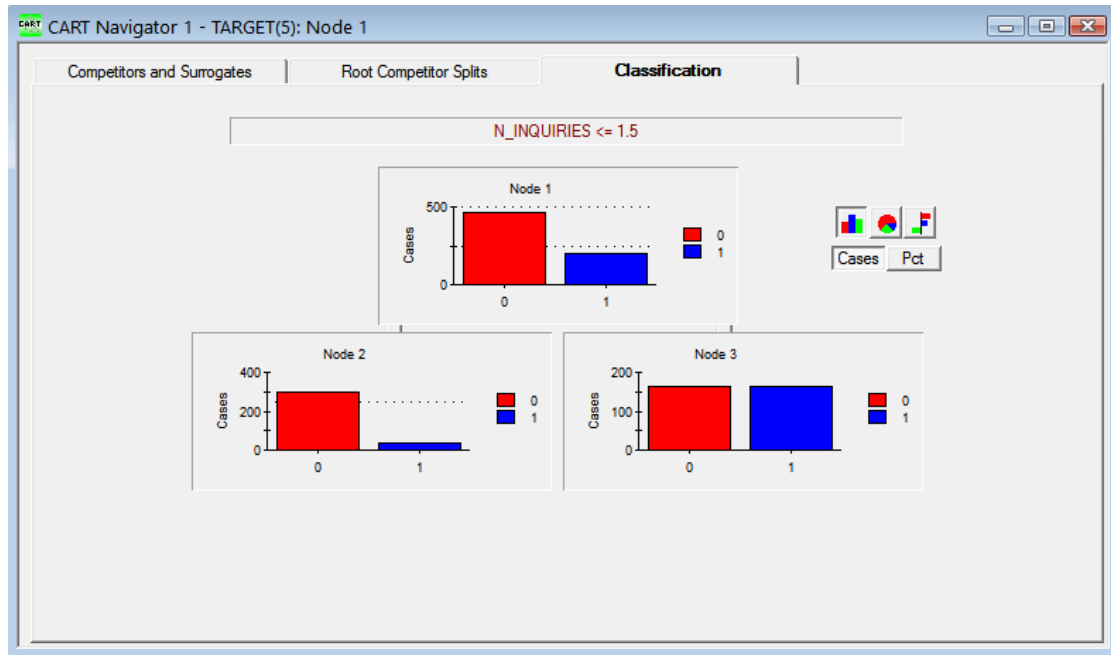 CART CART Navigator 1 - TARGET(5): Node 1
Competitors and Surrogates
Root Competitor Splits
Classification
N_INQUIRIES <= 1.5
Node 1
500
0
Cases
0
1
0
1
Cases
Pct
Node 2
400
200
0
Cases
0
1
0
1
Node 3
200
100
0
Cases
0
1
0
1